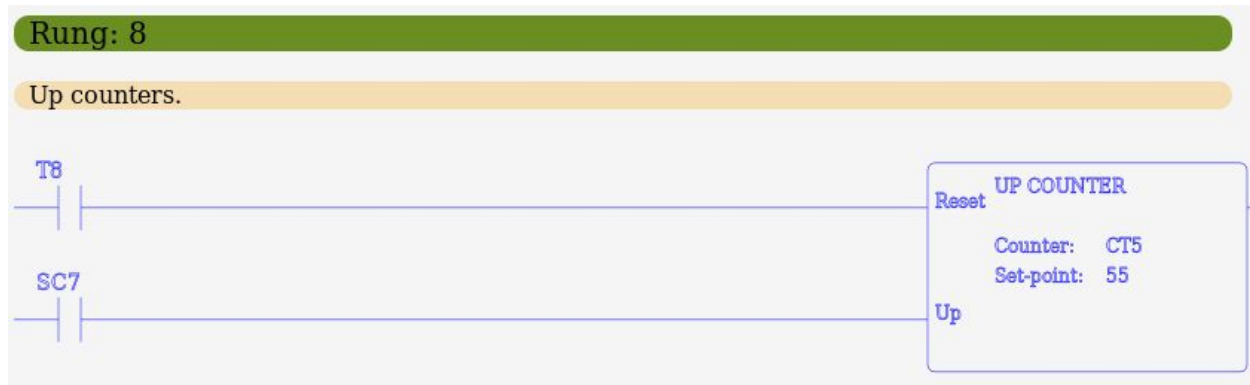 Rung: 8
Up counters.
T8
UP COUNTER
Reset
Counter: CT5
SC7
Set-point: 55
Up